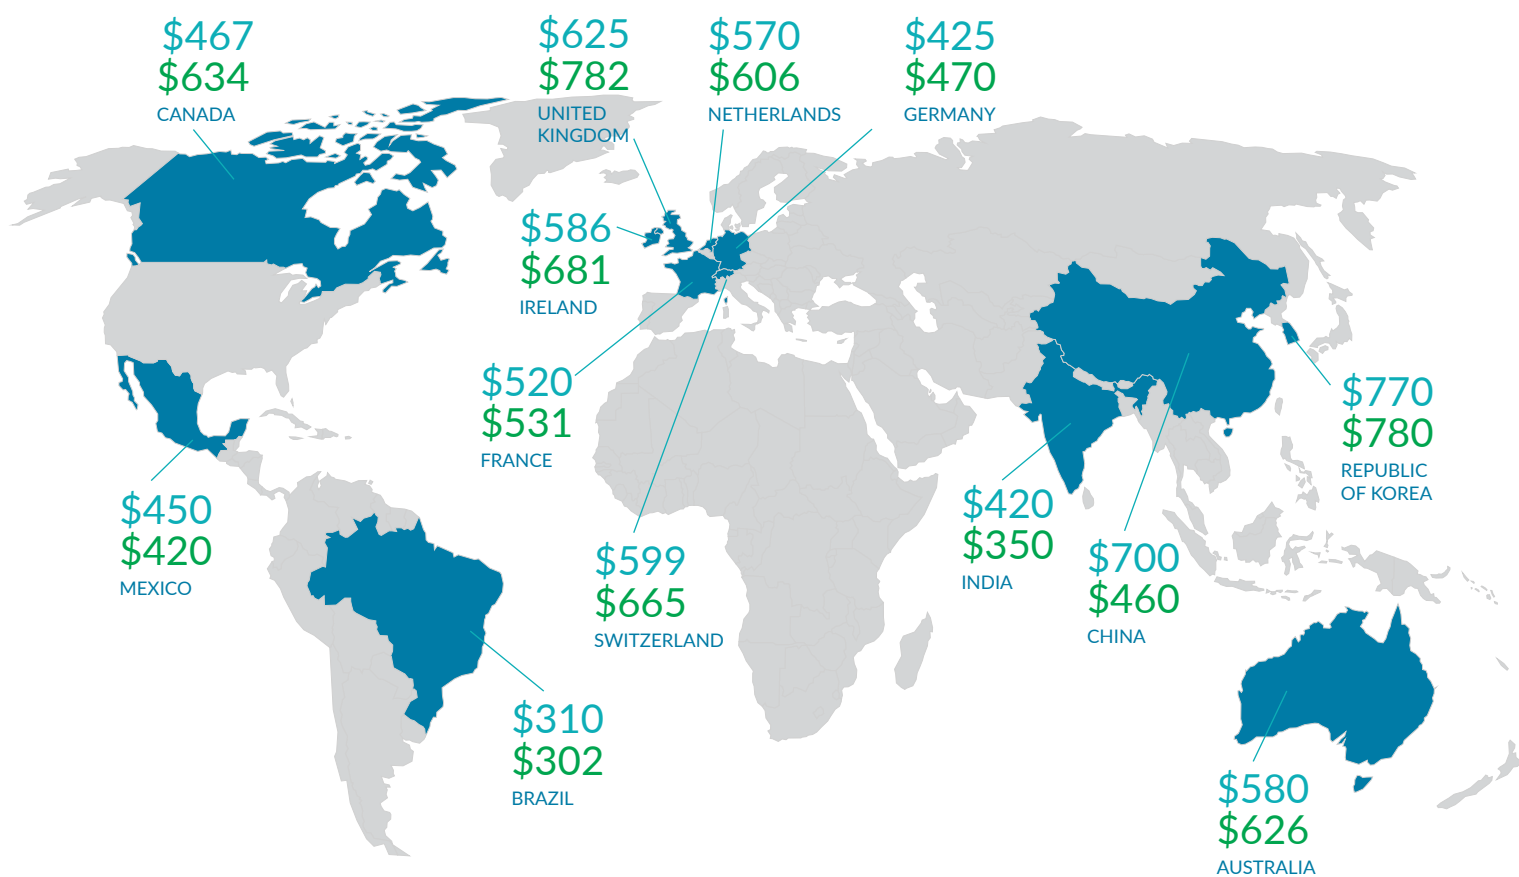 $467
$634
CANADA
$625
$782
UNITED
KINGDOM
$570
$606
NETHERLANDS
$425
$470
GERMANY
$586
$681
IRELAND
$520
$531
FRANCE
$770
$780
REPUBLIC
OF KOREA
$450
$420
MEXICO
$599
$665
SWITZERLAND
$420
$350
INDIA
$700
$460
CHINA
$310
$302
BRAZIL
$580
$626
AUSTRALIA